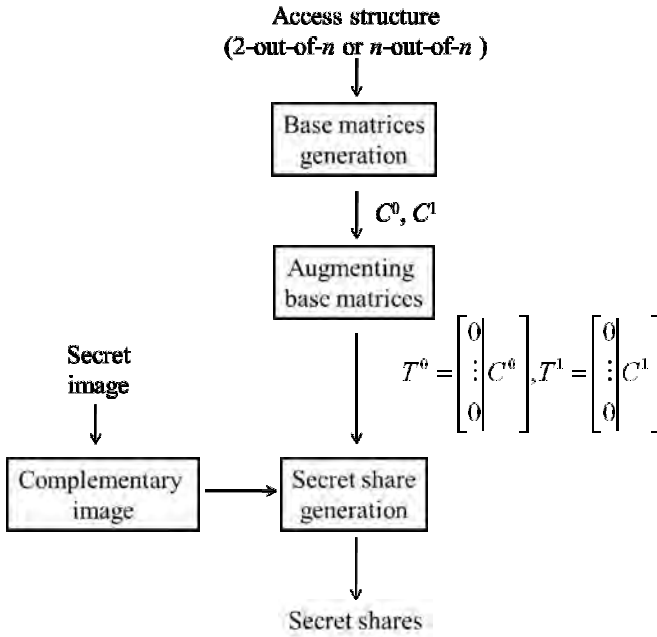 Access structure
(2-out-of-n or n-out-of-n )
Base matrices
generation
C⁰, C¹
Augmenting
base matrices
T⁰ = [0 ⋮ 0 | C⁰], T¹ = [0 ⋮ 0 | C¹]
Secret
image
Complementary
image
Secret share
generation
Secret shares